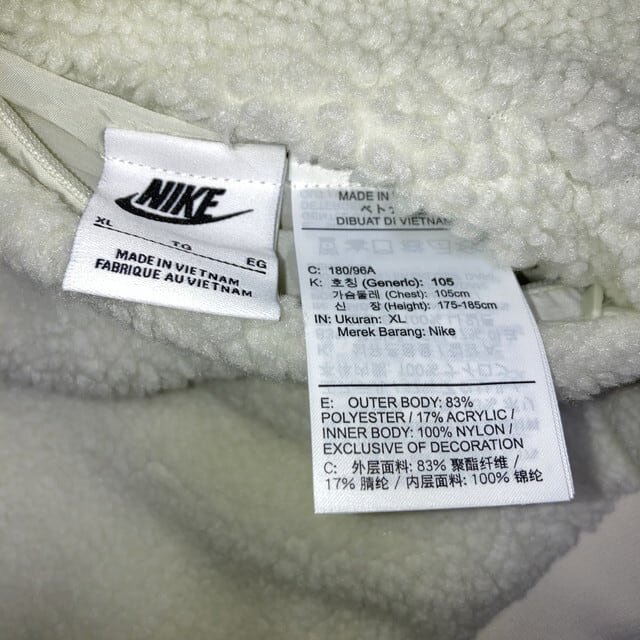 NIKE
XL TG EG
MADE IN VIETNAM
FABRIQUE AU VIETNAM
MADE IN
ベト
DIBUAT DI VIETNAM
C: 180/96A
K: 호칭 (Generic): 105
가슴둘레 (Chest): 105cm
신 장 (Height): 175-185cm
IN: Ukuran: XL
Merek Barang: Nike
E: OUTER BODY: 83%
POLYESTER / 17% ACRYLIC /
INNER BODY: 100% NYLON /
EXCLUSIVE OF DECORATION
C: 外层面料: 83% 聚酯纤维 /
17% 腈纶 / 内层面料: 100% 锦纶